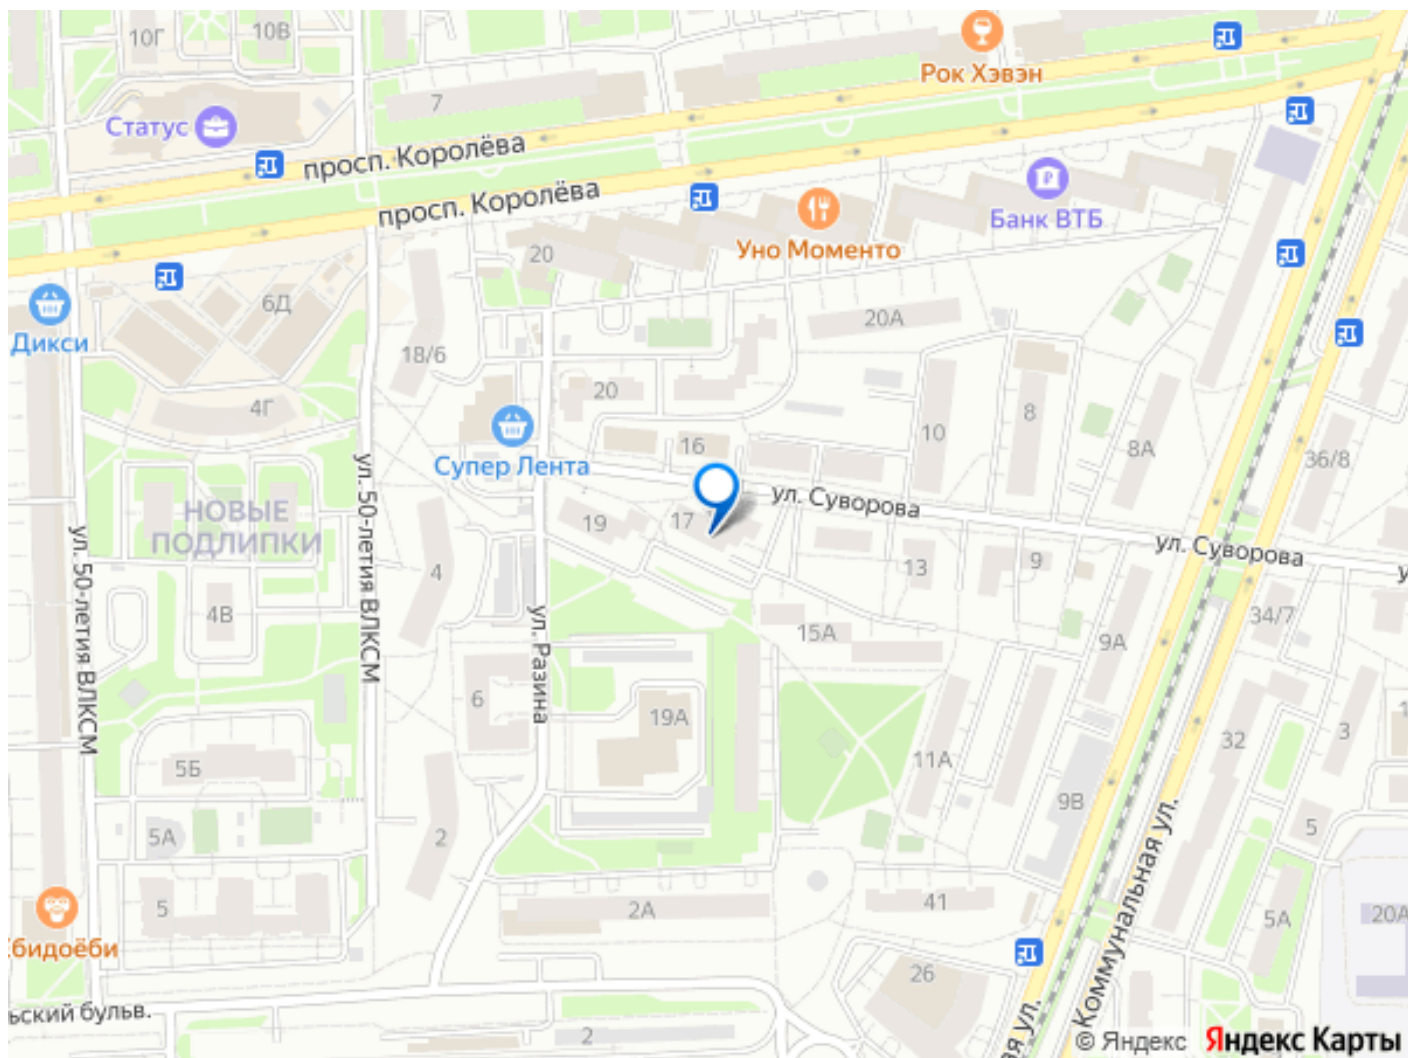 10Г
10В
Рок Хэвэн
7
Статус
просп. Королёва
просп. Королёва
Банк ВТБ
Уно Моменто
20
6Д
20А
Дикси
18/6
20
4Г
8
10
16
8А
36/8
Супер Лента
ул. Суворова
НОВЫЕ
ПОДЛИПКИ
19
17
ул. 50-летия ВЛКСМ
ул. 50-летия ВЛКСМ
ул. Суворова
4
13
9
4В
ул. Разина
15А
34/7
9А
6
19А
3
32
11А
5Б
9В
5А
2
5
Коммунальная ул.
5
2А
41
5А
20А
бидоёби
26
ьский бульв.
2
ая ул.
© Яндекс
Яндекс Карты